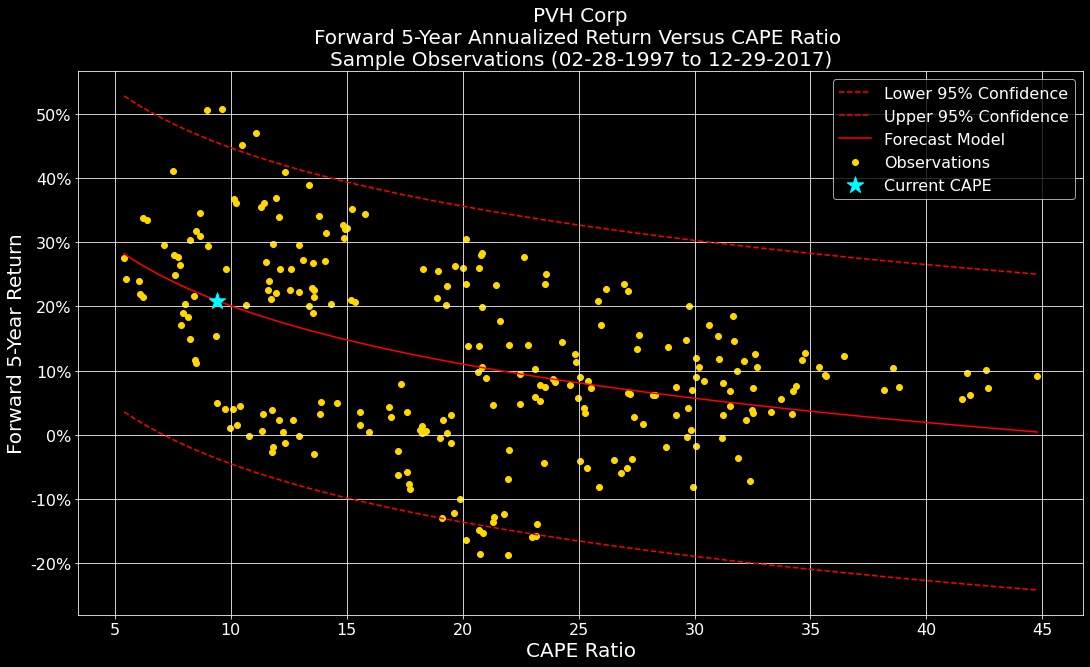 PVH Corp
Forward 5-Year Annualized Return Versus CAPE Ratio
Sample Observations (02-28-1997 to 12-29-2017)
Lower 95% Confidence
Upper 95% Confidence
Forecast Model
Observations
Current CAPE
Forward 5-Year Return
50%
40%
30%
20%
10%
0%
-10%
-20%
5 10 15 20 25 30 35 40 45
CAPE Ratio